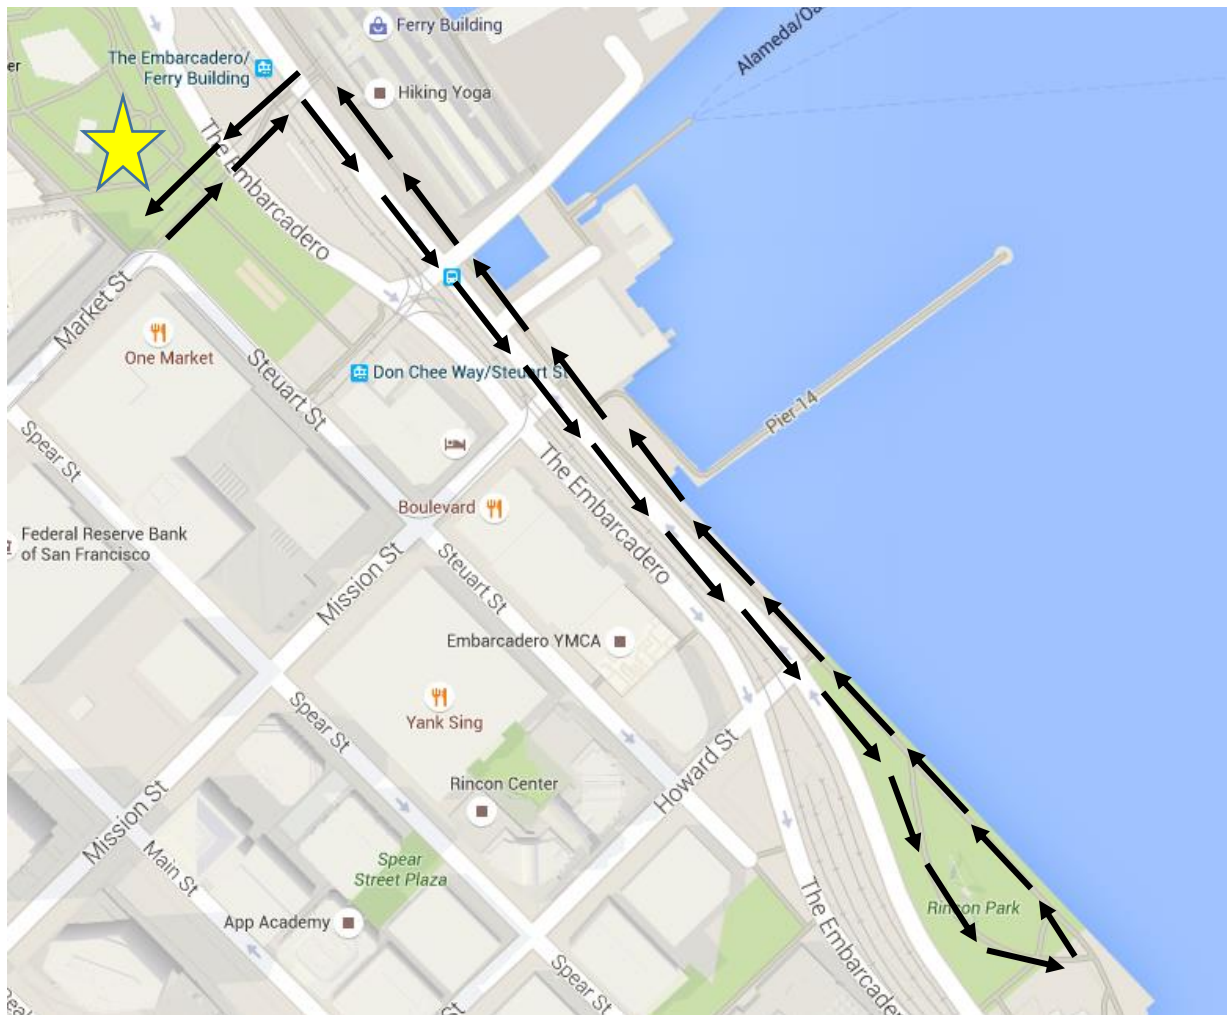 Ferry Building
The Embarcadero/
Ferry Building
er
Hiking Yoga
The Embarcadero
Market St
One Market
Steuart St
Don Chee Way/Steuart St
Pier 14
Spear St
The Embarcadero
Boulevard
Federal Reserve Bank
of San Francisco
Mission St
Steuart St
Embarcadero YMCA
Yank Sing
Spear St
Howard St
Rincon Center
Mission St
Main St
Spear
Street Plaza
App Academy
Rincon Park
The Embarcadero
Spear St
St